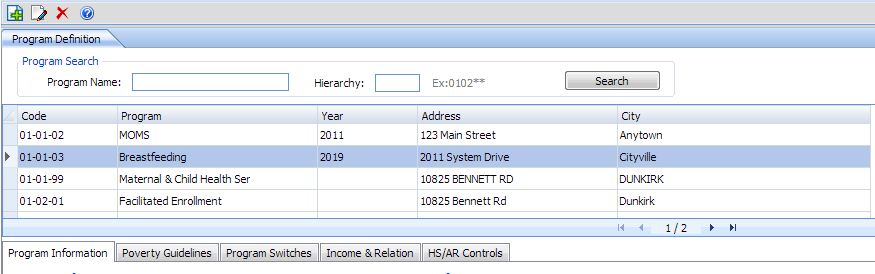 Program Definition
Program Search
Program Name: Hierarchy: Ex:0102** Search
Code Program Year Address City
01-01-02 MOMS 2011 123 Main Street Anytown
01-01-03 Breastfeeding 2019 2011 System Drive Cityville
01-01-99 Maternal & Child Health Ser 10825 BENNETT RD DUNKIRK
01-02-01 Facilitated Enrollment 10825 Bennett Rd Dunkirk
1 / 2
Program Information Poverty Guidelines Program Switches Income & Relation HS/AR Controls